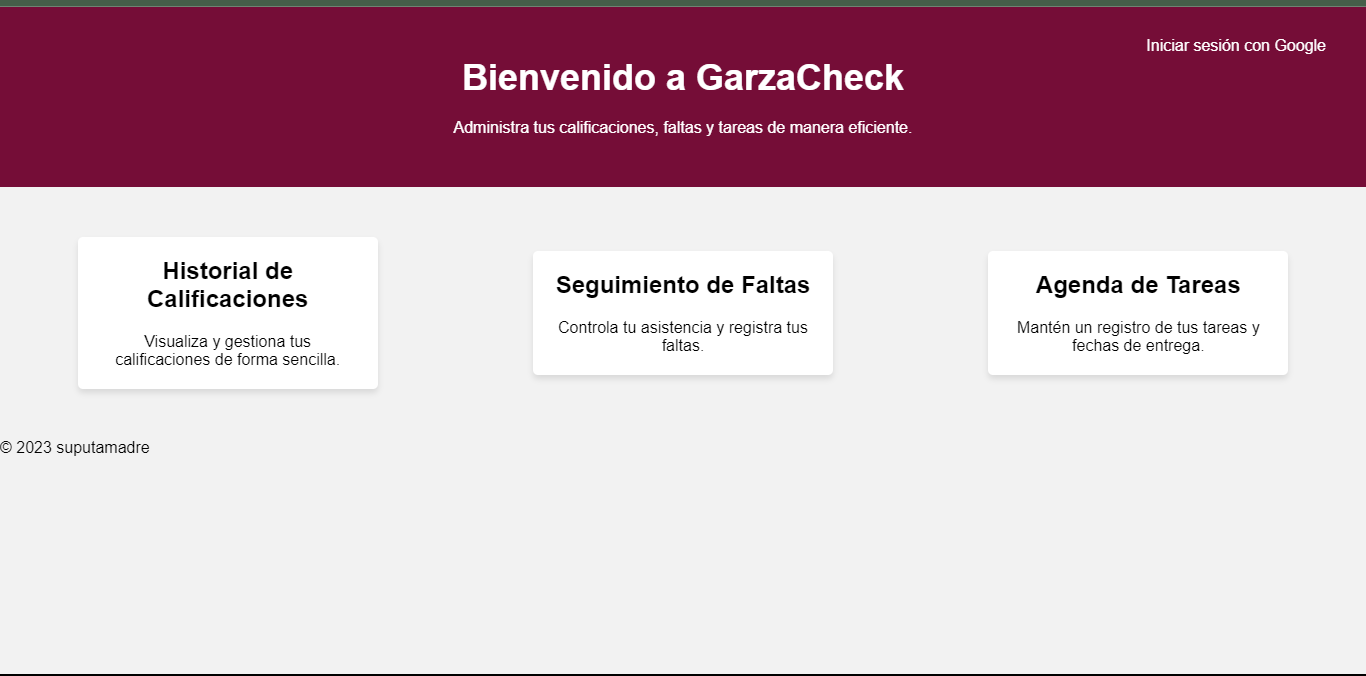 Iniciar sesión con Google
Bienvenido a GarzaCheck
Administra tus calificaciones, faltas y tareas de manera eficiente.
Historial de
Calificaciones
Visualiza y gestiona tus
calificaciones de forma sencilla.
Seguimiento de Faltas
Controla tu asistencia y registra tus
faltas.
Agenda de Tareas
Mantén un registro de tus tareas y
fechas de entrega.
© 2023 suputamadre